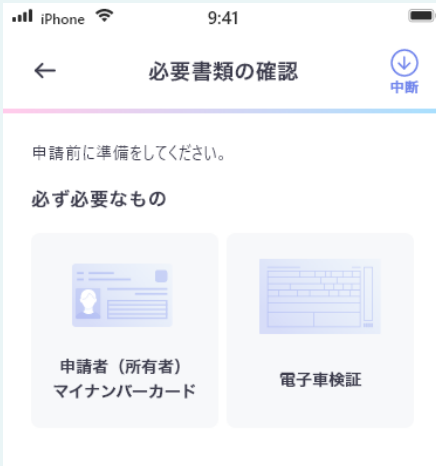 iPhone 9:41
← 必要書類の確認
中断
申請前に準備をしてください。
必ず必要なもの
申請者（所有者）
マイナンバーカード
電子車検証